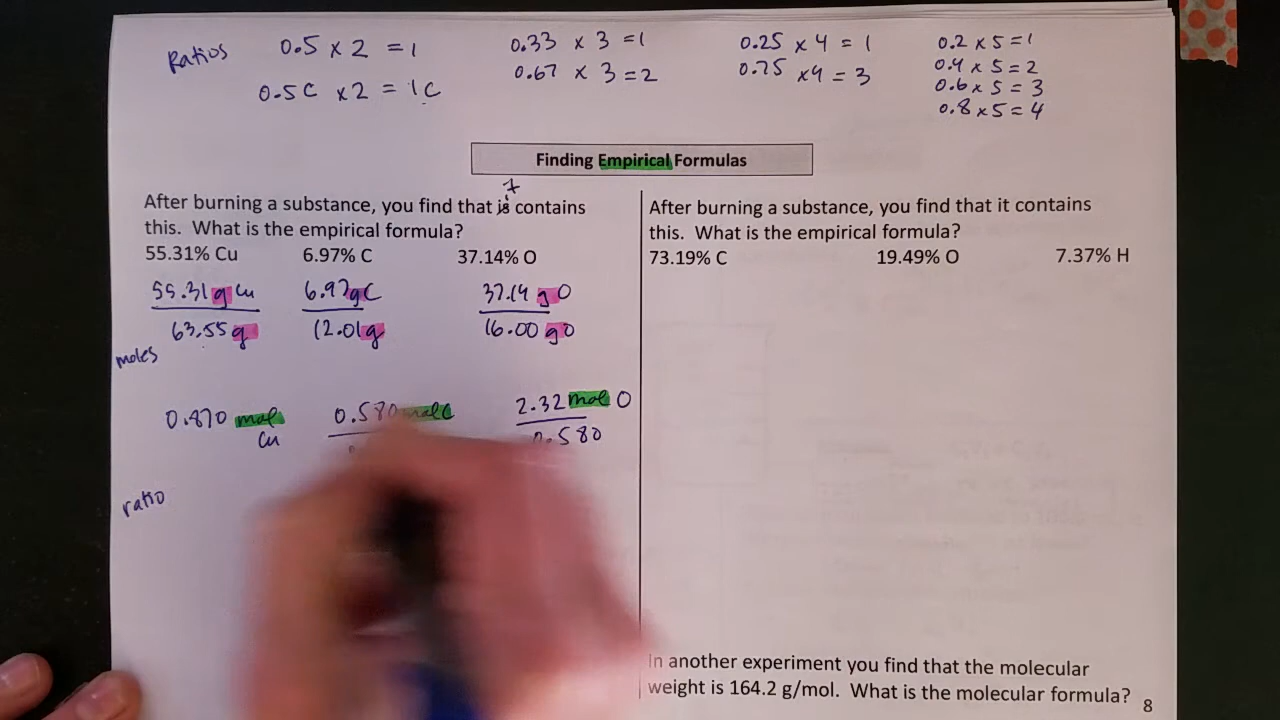 Ratios 0.5 x 2 = 1 0.33 x 3 = 1 0.25 x 4 = 1 0.2 x 5 = 1
0.5C x 2 = 1C 0.67 x 3 = 2 0.75 x 4 = 3 0.4 x 5 = 2
0.6 x 5 = 3
0.8 x 5 = 4
Finding Empirical Formulas
After burning a substance, you find that is t contains
this. What is the empirical formula?
55.31% Cu 6.97% C 37.14% O
55.31 g Cu 6.97 g C 37.14 g O
63.55 g 12.01 g 16.00 g O
moles
0.870 mol Cu 0.580 mol C 2.32 mol O
0.580
ratio
After burning a substance, you find that it contains
this. What is the empirical formula?
73.19% C 19.49% O 7.37% H
In another experiment you find that the molecular
weight is 164.2 g/mol. What is the molecular formula?
8